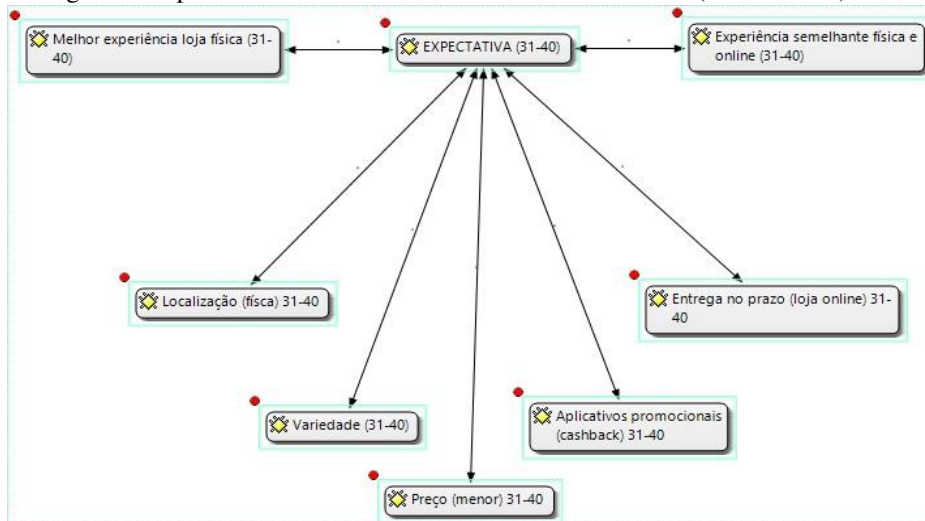 Melhor experiência loja física (31-
40)
EXPECTATIVA (31-40)
Experiência semelhante física e
online (31-40)
Localização (físca) 31-40
Entrega no prazo (loja online) 31-
40
Variedade (31-40)
Aplicativos promocionais
(cashback) 31-40
Preço (menor) 31-40